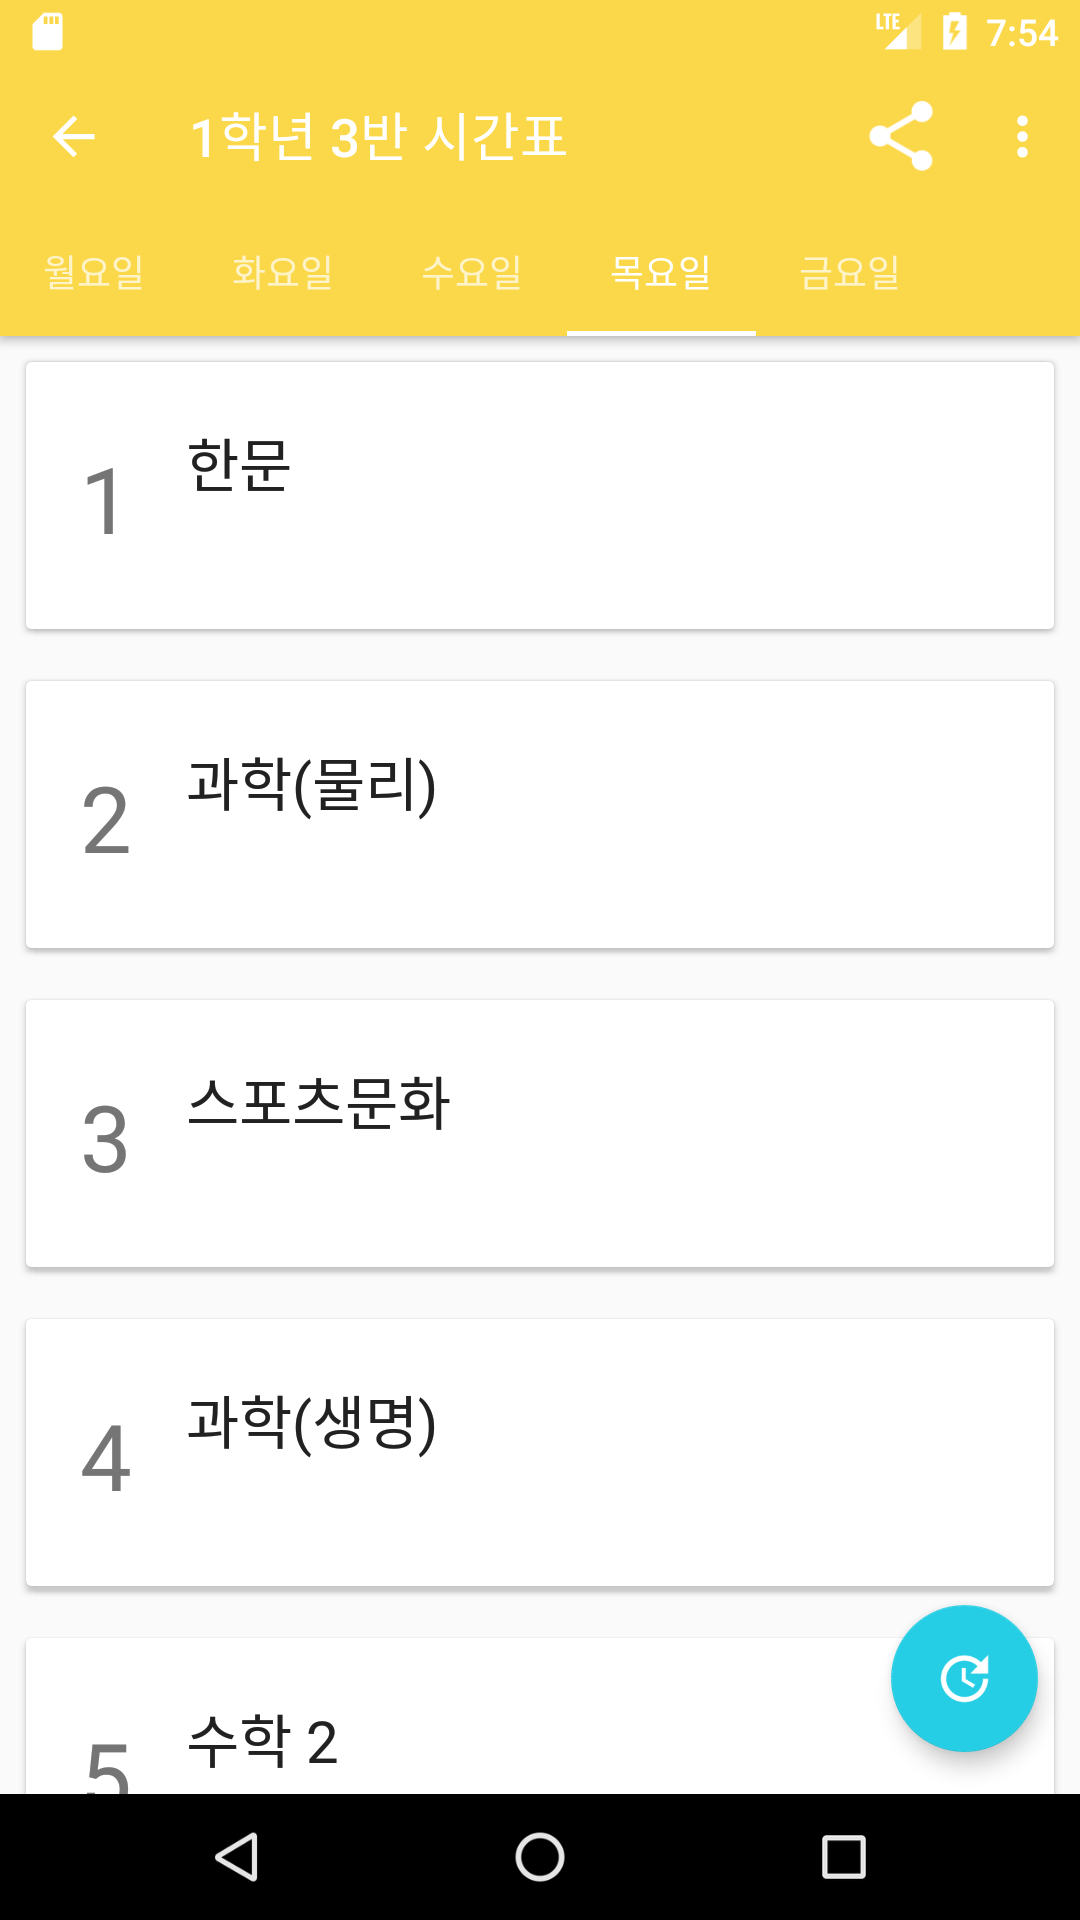 LTE 7:54
1학년 3반 시간표
월요일 화요일 수요일 목요일 금요일
1 한문
2 과학(물리)
3 스포츠문화
4 과학(생명)
5 수학 2